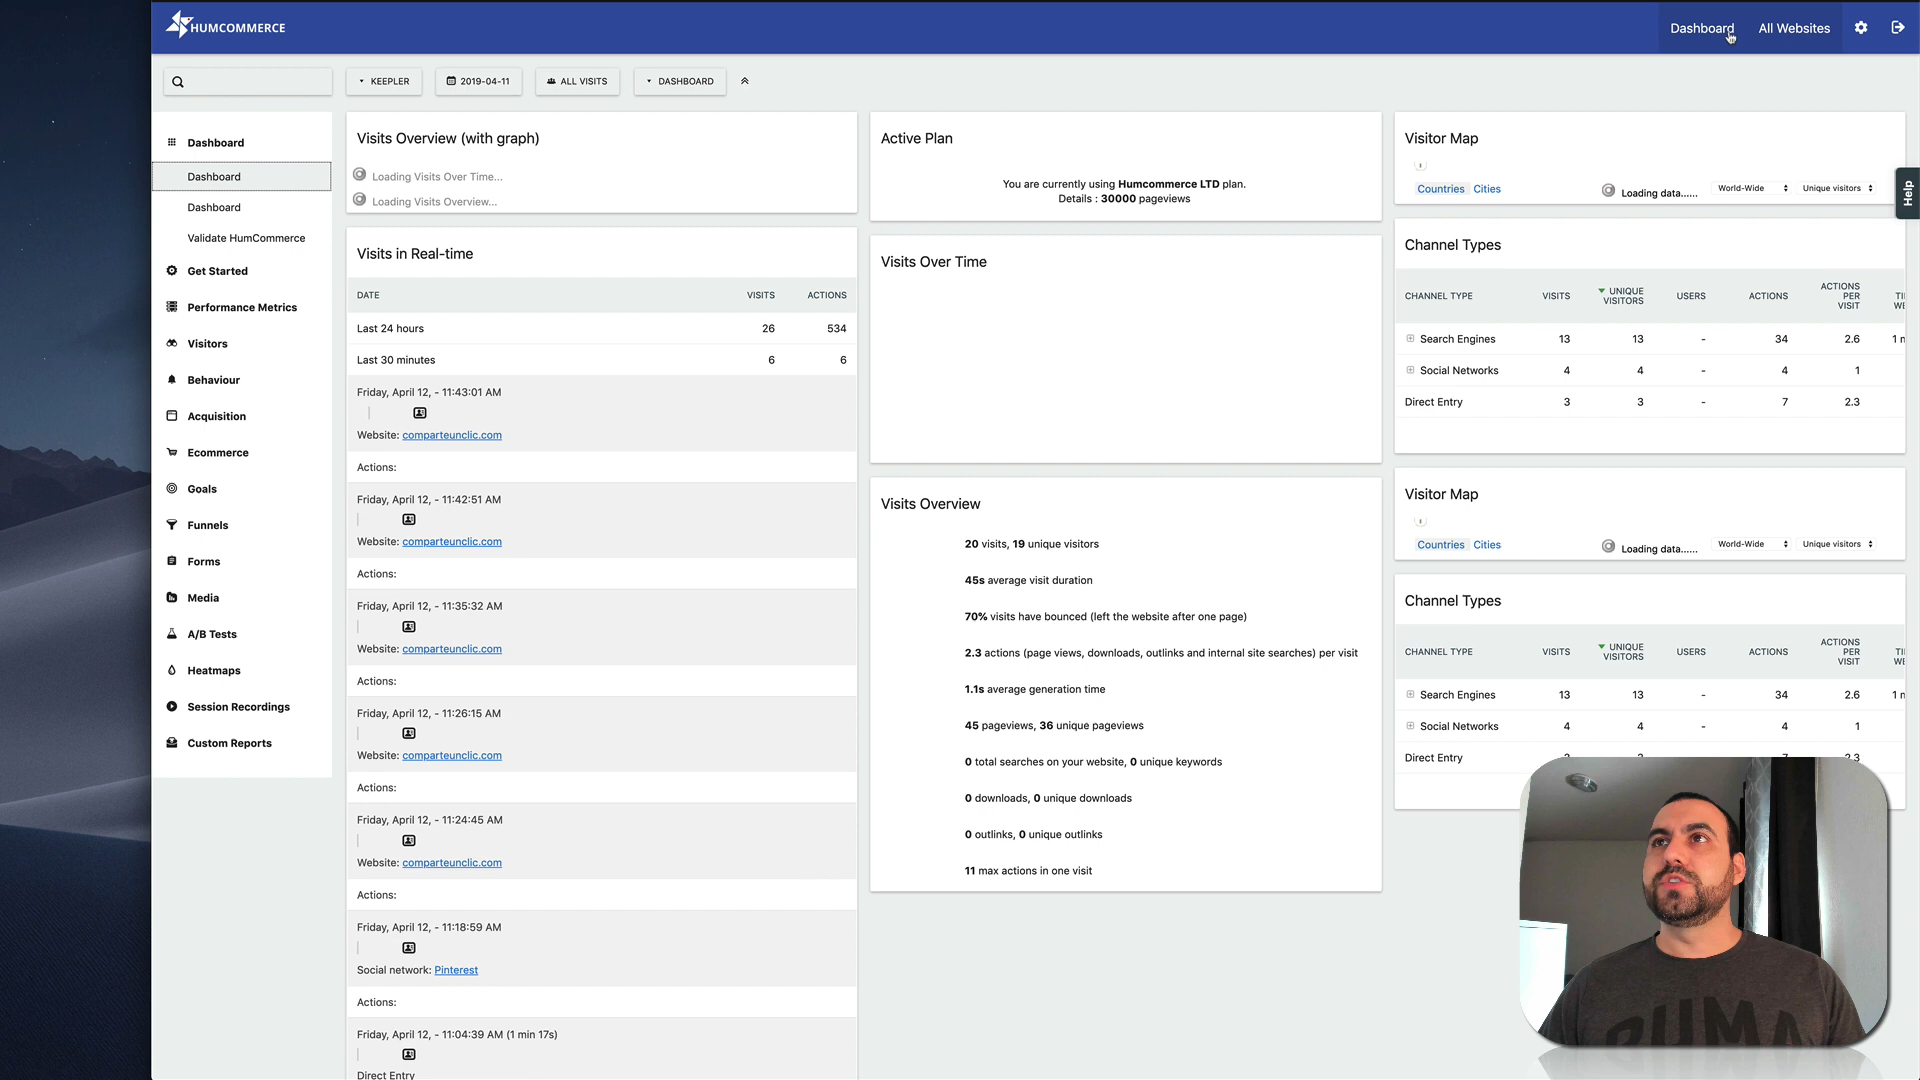 HUMCOMMERCE
Dashboard
All Websites
KEEPLER
2019-04-11
ALL VISITS
DASHBOARD
Dashboard
Dashboard
Dashboard
Validate HumCommerce
Get Started
Performance Metrics
Visitors
Behaviour
Acquisition
Ecommerce
Goals
Funnels
Forms
Media
A/B Tests
Heatmaps
Session Recordings
Custom Reports
Visits Overview (with graph)
Loading Visits Over Time...
Loading Visits Overview...
Visits in Real-time
DATE VISITS ACTIONS
Last 24 hours 26 534
Last 30 minutes 6 6
Friday, April 12, - 11:43:01 AM
Website: comparteunclic.com
Actions:
Friday, April 12, - 11:42:51 AM
Website: comparteunclic.com
Actions:
Friday, April 12, - 11:35:32 AM
Website: comparteunclic.com
Actions:
Friday, April 12, - 11:26:15 AM
Website: comparteunclic.com
Actions:
Friday, April 12, - 11:24:45 AM
Website: comparteunclic.com
Actions:
Friday, April 12, - 11:18:59 AM
Social network: Pinterest
Actions:
Friday, April 12, - 11:04:39 AM (1 min 17s)
Direct Entry
Active Plan
You are currently using Humcommerce LTD plan.
Details : 30000 pageviews
Visits Over Time
Visits Overview
20 visits, 19 unique visitors
45s average visit duration
70% visits have bounced (left the website after one page)
2.3 actions (page views, downloads, outlinks and internal site searches) per visit
1.1s average generation time
45 pageviews, 36 unique pageviews
0 total searches on your website, 0 unique keywords
0 downloads, 0 unique downloads
0 outlinks, 0 unique outlinks
11 max actions in one visit
Visitor Map
Countries Cities Loading data...... World-Wide Unique visitors
Help
Channel Types
CHANNEL TYPE VISITS UNIQUE VISITORS USERS ACTIONS ACTIONS PER VISIT
Search Engines 13 13 - 34 2.6
Social Networks 4 4 - 4 1
Direct Entry 3 3 - 7 2.3
Visitor Map
Countries Cities Loading data...... World-Wide Unique visitors
Channel Types
CHANNEL TYPE VISITS UNIQUE VISITORS USERS ACTIONS ACTIONS PER VISIT
Search Engines 13 13 - 34 2.6
Social Networks 4 4 - 4 1
Direct Entry
PUMA